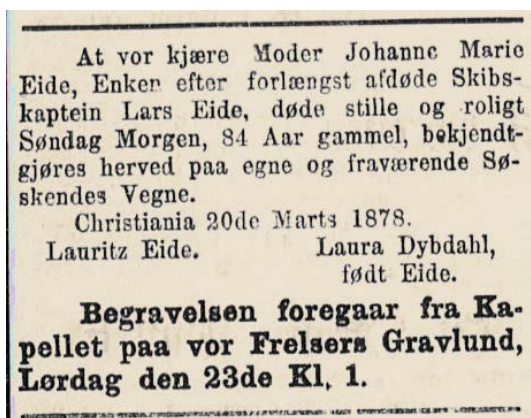 At vor kjære Moder Johanne Marie
Eide, Enker efter forlængst afdøde Skibs-
kaptein Lars Eide, døde stille og roligt
Søndag Morgen, 84 Aar gammel, bekjendt-
gjøres herved paa egne og fraværende Sø-
skendes Vegne.
Christiania 20de Marts 1878.
Lauritz Eide. Laura Dybdahl,
født Eide.
Begravelsen foregaar fra Ka-
pellet paa vor Frelsers Gravlund,
Lørdag den 23de Kl. 1.